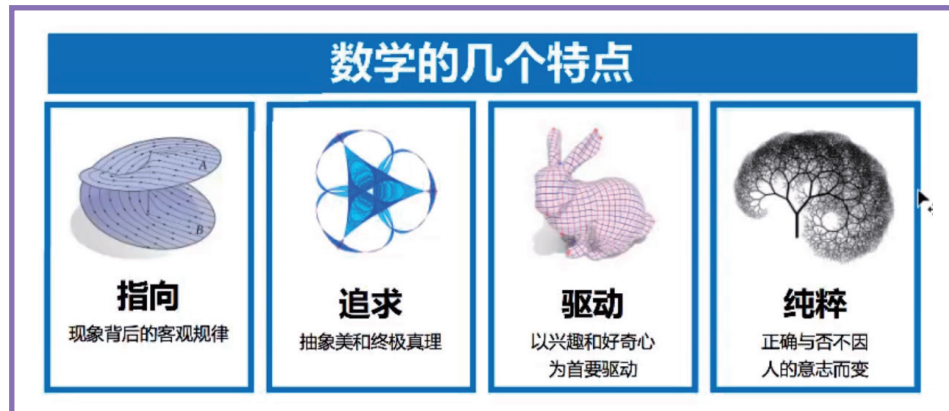 数学的几个特点
A
B
指向
现象背后的客观规律
追求
抽象美和终极真理
驱动
以兴趣和好奇心
为首要驱动
纯粹
正确与否不因
人的意志而变